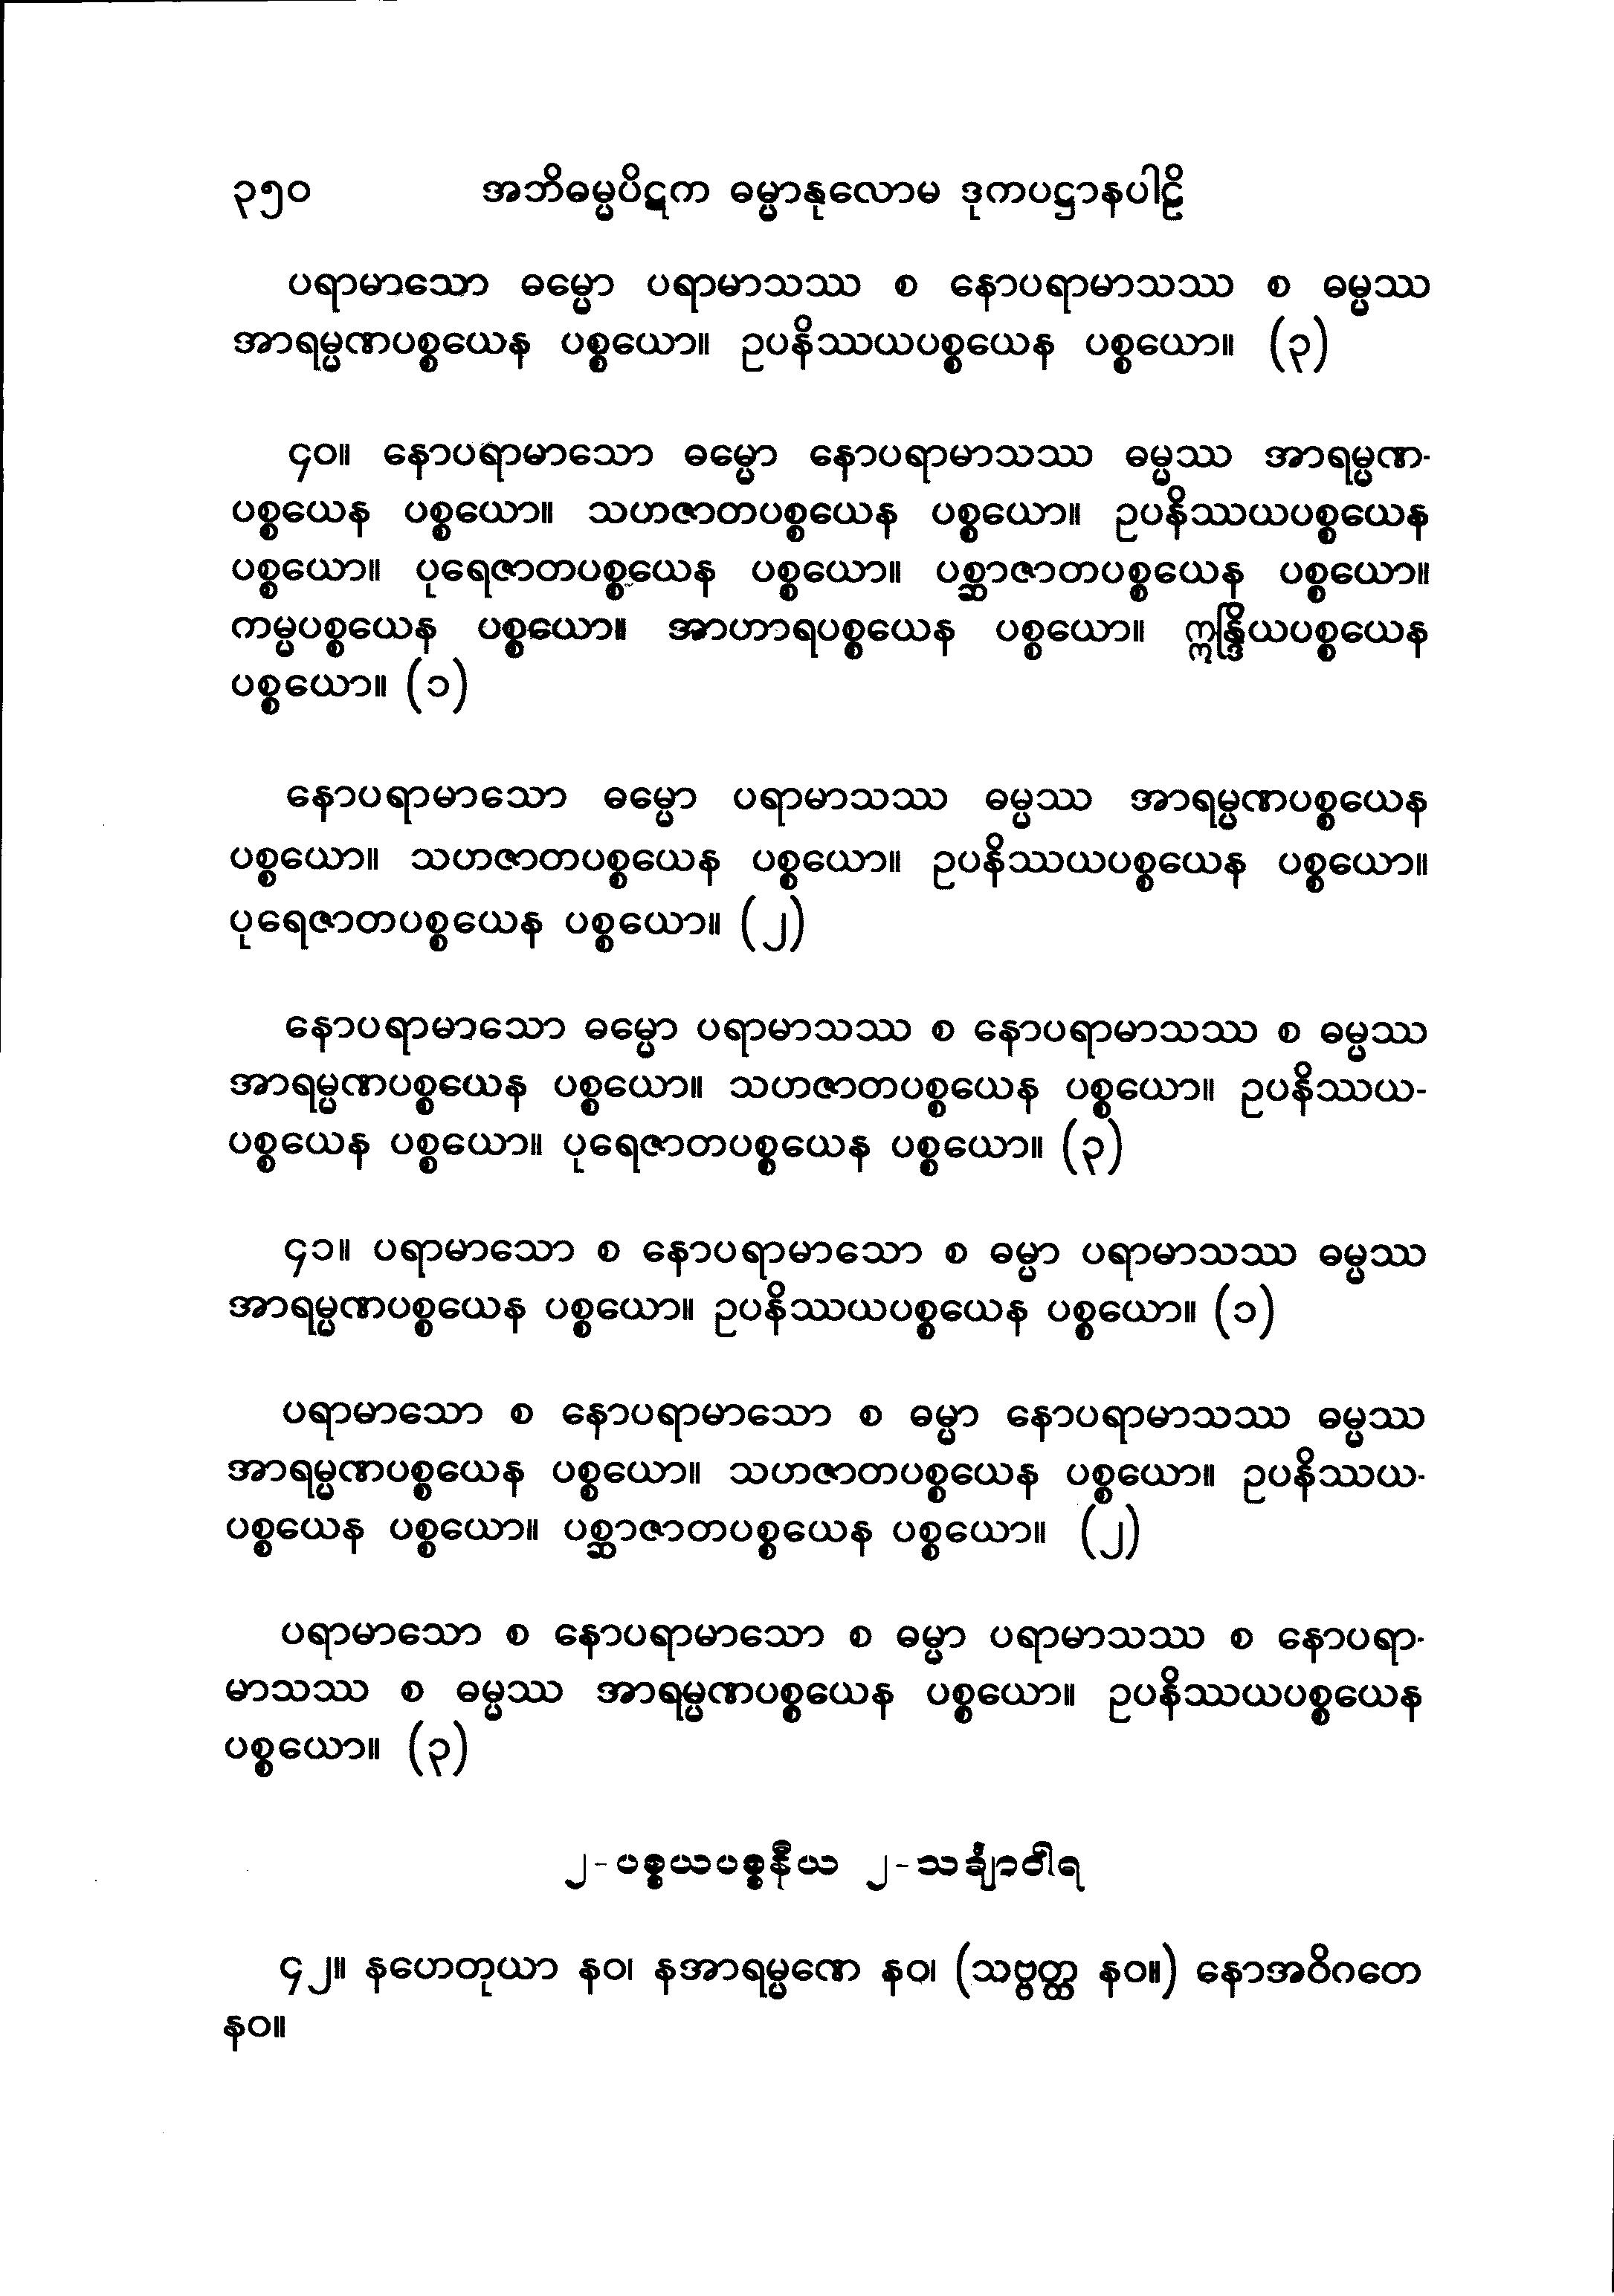 ၃၅၀ အဘိဓမ္မပိဋက ဓမ္မာနုလောမ ဒုကပဋ္ဌာနပါဠိ
ပရာမာသော ဓမ္မော ပရာမာသဿ စ နောပရာမာသဿ စ ဓမ္မဿ
အာရမ္မဏပစ္စယေန ပစ္စယော။ ဥပနိဿယပစ္စယေန ပစ္စယော။ (၃)
၄၀။ နောပရာမာသော ဓမ္မော နောပရာမာသဿ ဓမ္မဿ အာရမ္မဏ-
ပစ္စယေန ပစ္စယော။ သဟဇာတပစ္စယေန ပစ္စယော။ ဥပနိဿယပစ္စယေန
ပစ္စယော။ ပုရေဇာတပစ္စယေန ပစ္စယော။ ပစ္ဆာဇာတပစ္စယေန ပစ္စယော။
ကမ္မပစ္စယေန ပစ္စယော။ အာဟာရပစ္စယေန ပစ္စယော။ ဣန္ဒြိယပစ္စယေန
ပစ္စယော။ (၁)
နောပရာမာသော ဓမ္မော ပရာမာသဿ ဓမ္မဿ အာရမ္မဏပစ္စယေန
ပစ္စယော။ သဟဇာတပစ္စယေန ပစ္စယော။ ဥပနိဿယပစ္စယေန ပစ္စယော။
ပုရေဇာတပစ္စယေန ပစ္စယော။ (၂)
နောပရာမာသော ဓမ္မော ပရာမာသဿ စ နောပရာမာသဿ စ ဓမ္မဿ
အာရမ္မဏပစ္စယေန ပစ္စယော။ သဟဇာတပစ္စယေန ပစ္စယော။ ဥပနိဿယ-
ပစ္စယေန ပစ္စယော။ ပုရေဇာတပစ္စယေန ပစ္စယော။ (၃)
၄၁။ ပရာမာသော စ နောပရာမာသော စ ဓမ္မာ ပရာမာသဿ ဓမ္မဿ
အာရမ္မဏပစ္စယေန ပစ္စယော။ ဥပနိဿယပစ္စယေန ပစ္စယော။ (၁)
ပရာမာသော စ နောပရာမာသော စ ဓမ္မာ နောပရာမာသဿ ဓမ္မဿ
အာရမ္မဏပစ္စယေန ပစ္စယော။ သဟဇာတပစ္စယေန ပစ္စယော။ ဥပနိဿယ-
ပစ္စယေန ပစ္စယော။ ပစ္ဆာဇာတပစ္စယေန ပစ္စယော။ (၂)
ပရာမာသော စ နောပရာမာသော စ ဓမ္မာ ပရာမာသဿ စ နောပရာ-
မာသဿ စ ဓမ္မဿ အာရမ္မဏပစ္စယေန ပစ္စယော။ ဥပနိဿယပစ္စယေန
ပစ္စယော။ (၃)
၂-ပစ္စယပစ္စနီယ ၂-သင်္ချာဝါရ
၄၂။ နဟေတုယာ နဝ၊ နအာရမ္မဏေ နဝ၊ (သဗ္ဗတ္ထ နဝ။) နောအဝိဂတေ
နဝ။